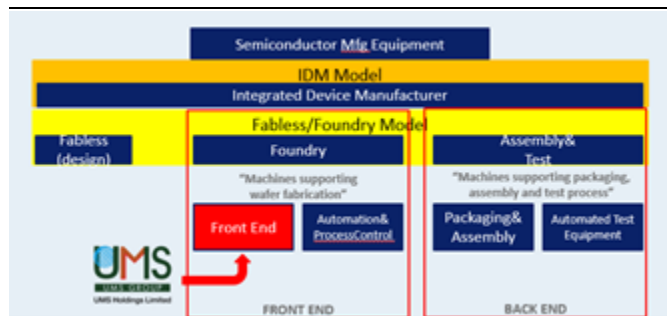 Semiconductor Mfg Equipment
IDM Model
Integrated Device Manufacturer
Fabless/Foundry Model
Fabless
(design)
Foundry
Assembly&
Test
"Machines supporting
wafer fabrication"
"Machines supporting packaging,
assembly and test process"
Front End
Automation&
ProcessControl
Packaging&
Assembly
Automated Test
Equipment
UMS
UMS GROUP
UMS Holdings Limited
FRONT END
BACK END